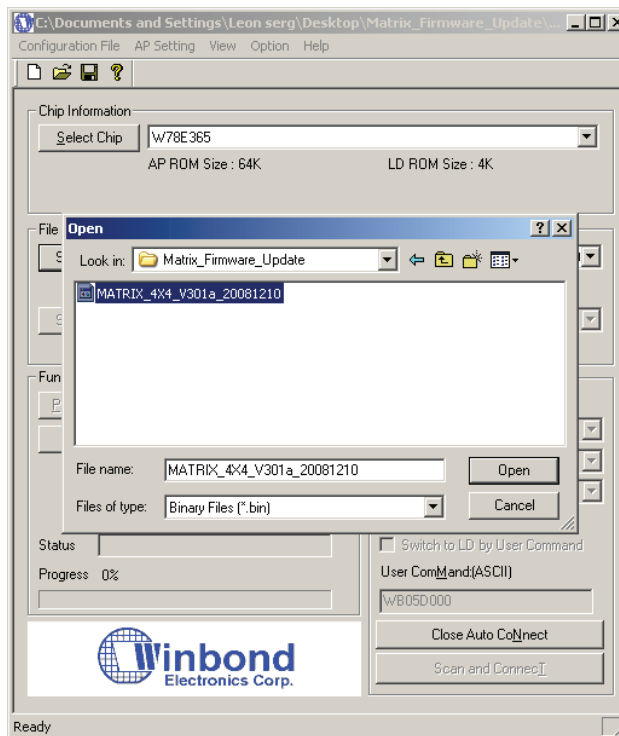 C:\Documents and Settings\Leon serg\Desktop\Matrix_Firmware_Update\...
Configuration File AP Setting View Option Help
Chip Information
Select Chip W78E365
AP ROM Size : 64K LD ROM Size : 4K
File
Open
Look in: Matrix_Firmware_Update
MATRIX_4X4_V301a_20081210
Fun
File name: MATRIX_4X4_V301a_20081210 Open
Files of type: Binary Files (*.bin) Cancel
Status Switch to LD by User Command
Progress 0% User ComMand:(ASCII)
WB05D000
Close Auto CoNnect
Scan and ConnecT
Winbond
Electronics Corp.
Ready